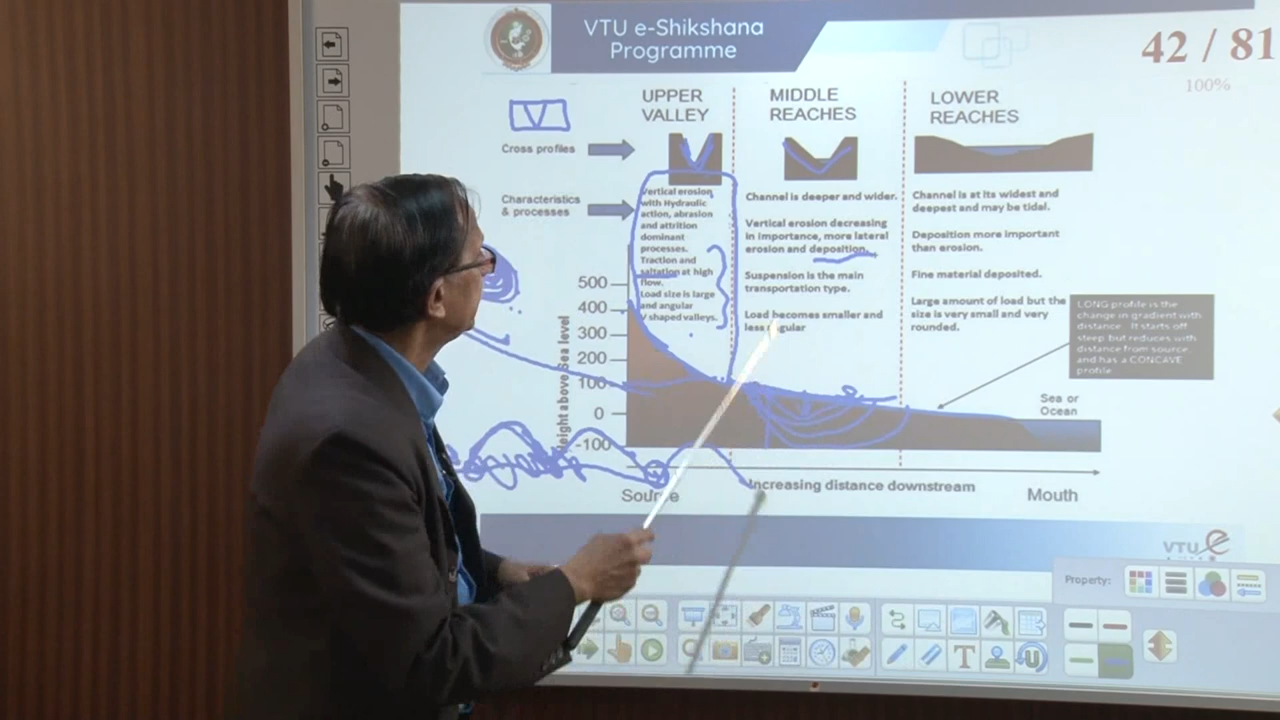 VTU e-Shikshana
Programme
42 / 81
100%
UPPER
VALLEY
MIDDLE
REACHES
LOWER
REACHES
V
Cross profiles
Characteristics
& processes
Vertical erosion
with Hydraulic
action, abrasion
and attrition
dominant
processes.
Traction and
saltation at high
flow.
Load size is large
and angular
V shaped valleys.
Channel is deeper and wider.
Vertical erosion decreasing
in importance, more lateral
erosion and deposition.
Suspension is the main
transportation type.
Load becomes smaller and
less angular
Channel is at its widest and
deepest and may be tidal.
Deposition more important
than erosion.
Fine material deposited.
Large amount of load but the
size is very small and very
rounded.
LONG profile is the
change in gradient with
distance. It starts off
steep but reduces with
distance from source
and has a CONCAVE
profile
500
400
300
200
100
0
-100
Height above Sea level
Sea or
Ocean
Source
Increasing distance downstream
Mouth
VTU e
Property:
T